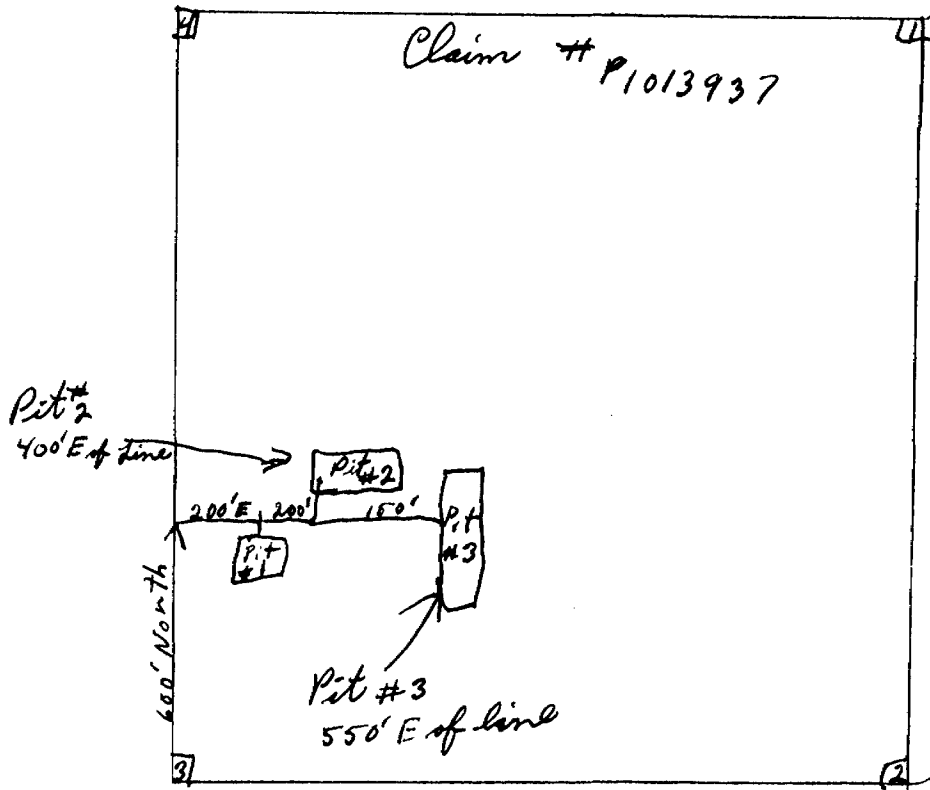 4
1
Claim # P1013937
Pit #2
400' E of Line
Pit #2
200' E
200'
150'
Pit
#1
Pit
#3
600' North
Pit #3
550' E of line
3
2